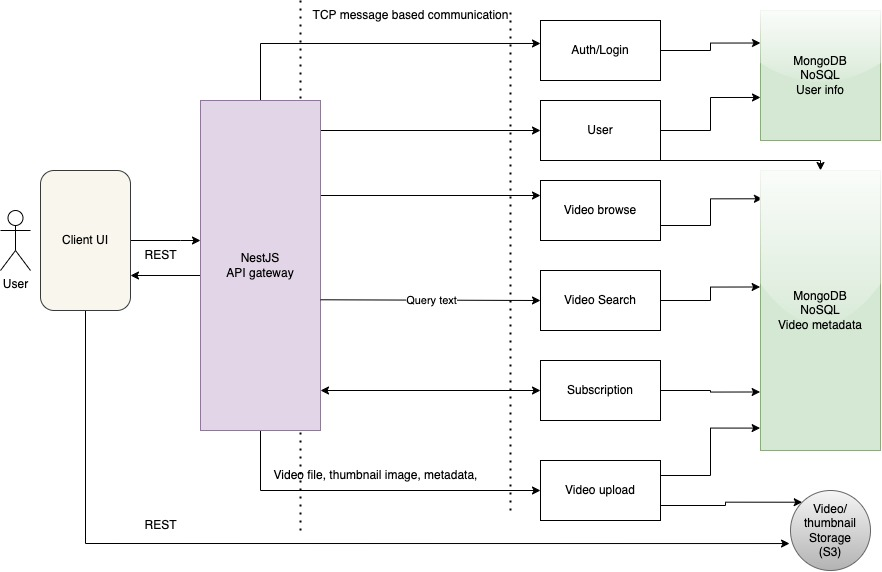 TCP message based communication
Auth/Login
MongoDB
NoSQL
User info
User
Video browse
Client UI
REST
User
NestJS
API gateway
Query text
Video Search
MongoDB
NoSQL
Video metadata
Subscription
Video file, thumbnail image, metadata,
Video upload
REST
Video/
thumbnail
Storage
(S3)